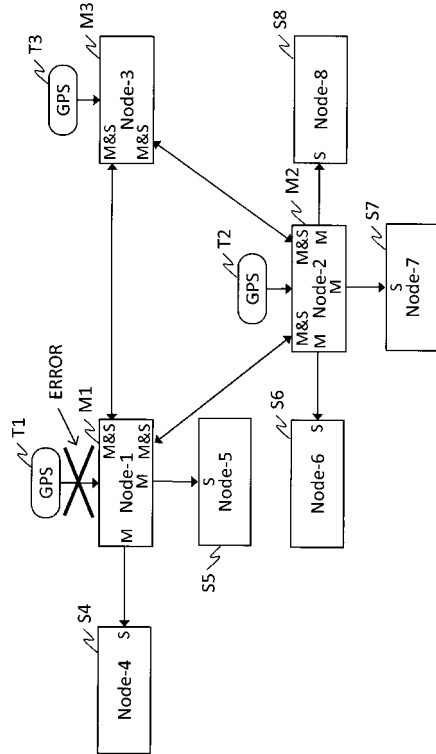 T1
GPS
ERROR
M1
M&S
M&S
Node-1
M
M
S4
S
Node-4
S
Node-5
S5
T3
GPS
M3
M&S
M&S
Node-3
T2
GPS
M2
M&S
M&S
Node-2
M
M
M
S6
S
Node-6
S7
S
Node-7
S8
S
Node-8